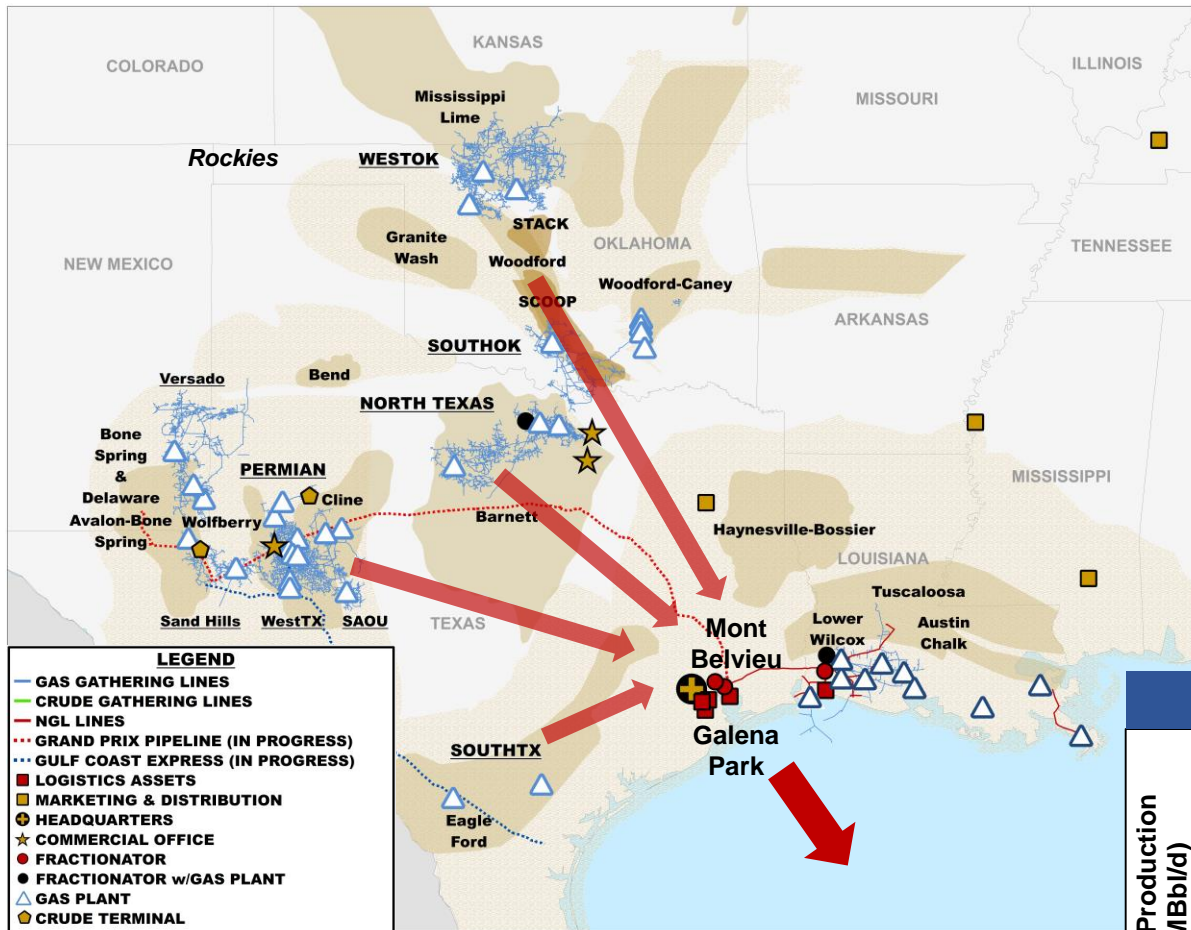 KANSAS
COLORADO
ILLINOIS
MISSOURI
Mississippi
Lime
Rockies
WESTOK
STACK
Granite
Wash
OKLAHOMA
TENNESSEE
NEW MEXICO
Woodford
Woodford-Caney
SCOOP
ARKANSAS
SOUTHOK
Versado
Bend
NORTH TEXAS
Bone
Spring
&
Delaware
Avalon-Bone
Spring
PERMIAN
Cline
Wolfberry
Barnett
MISSISSIPPI
Haynesville-Bossier
LOUISIANA
Tuscaloosa
Sand Hills
WestTX
SAOU
TEXAS
Mont
Belvieu
Lower
Wilcox
Austin
Chalk
Galena
Park
SOUTHTX
Eagle
Ford
LEGEND
GAS GATHERING LINES
CRUDE GATHERING LINES
NGL LINES
GRAND PRIX PIPELINE (IN PROGRESS)
GULF COAST EXPRESS (IN PROGRESS)
LOGISTICS ASSETS
MARKETING & DISTRIBUTION
HEADQUARTERS
COMMERCIAL OFFICE
FRACTIONATOR
FRACTIONATOR w/GAS PLANT
GAS PLANT
CRUDE TERMINAL
Production